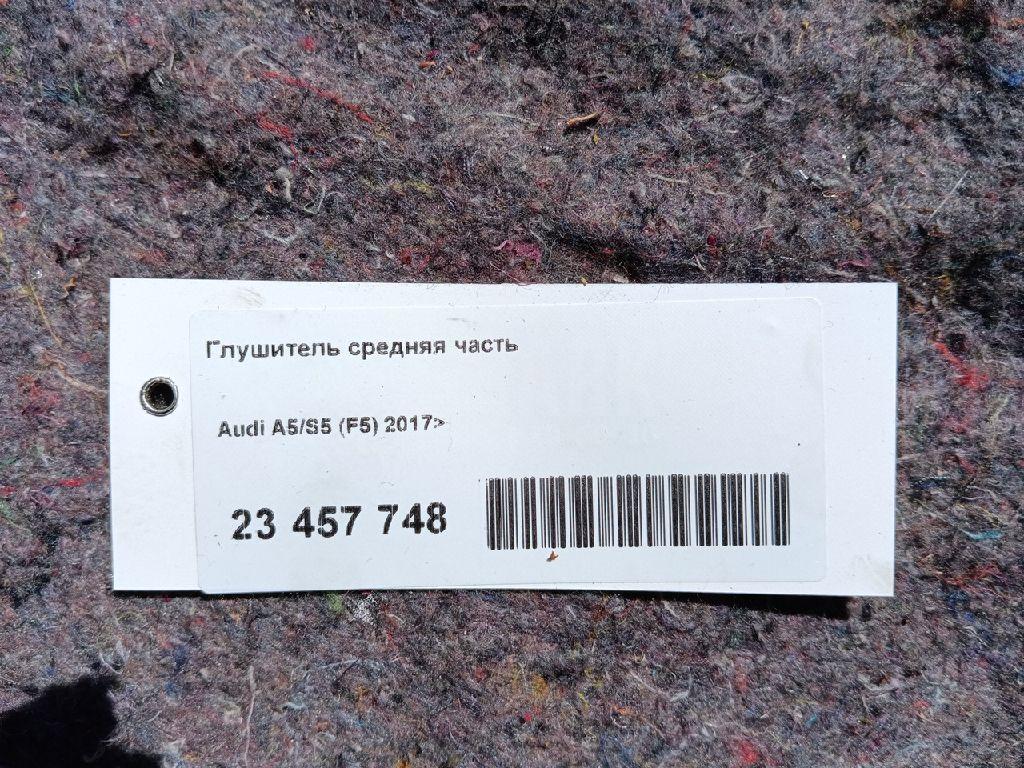 Глушитель средняя часть
Audi A5/S5 (F5) 2017>
23 457 748